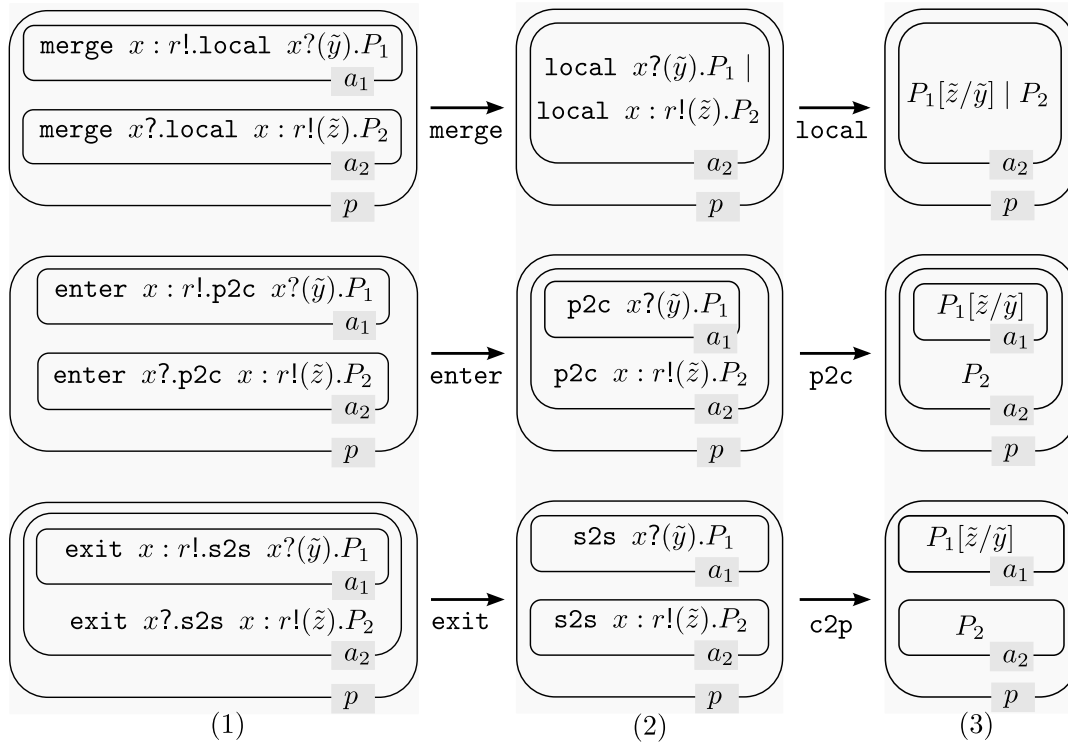 merge x : r!.local x?(ỹ).P₁
a₁
merge x?.local x : r!(z̃).P₂
a₂
p
merge
local x?(ỹ).P₁ |
local x : r!(z̃).P₂
a₂
p
local
P₁[z̃/ỹ] | P₂
a₂
p
enter x : r!.p2c x?(ỹ).P₁
a₁
enter x?.p2c x : r!(z̃).P₂
a₂
p
enter
p2c x?(ỹ).P₁
a₁
p2c x : r!(z̃).P₂
a₂
p
p2c
P₁[z̃/ỹ]
a₁
P₂
a₂
p
exit x : r!.s2s x?(ỹ).P₁
a₁
exit x?.s2s x : r!(z̃).P₂
a₂
p
exit
s2s x?(ỹ).P₁
a₁
s2s x : r!(z̃).P₂
a₂
p
c2p
P₁[z̃/ỹ]
a₁
P₂
a₂
p
(1)
(2)
(3)